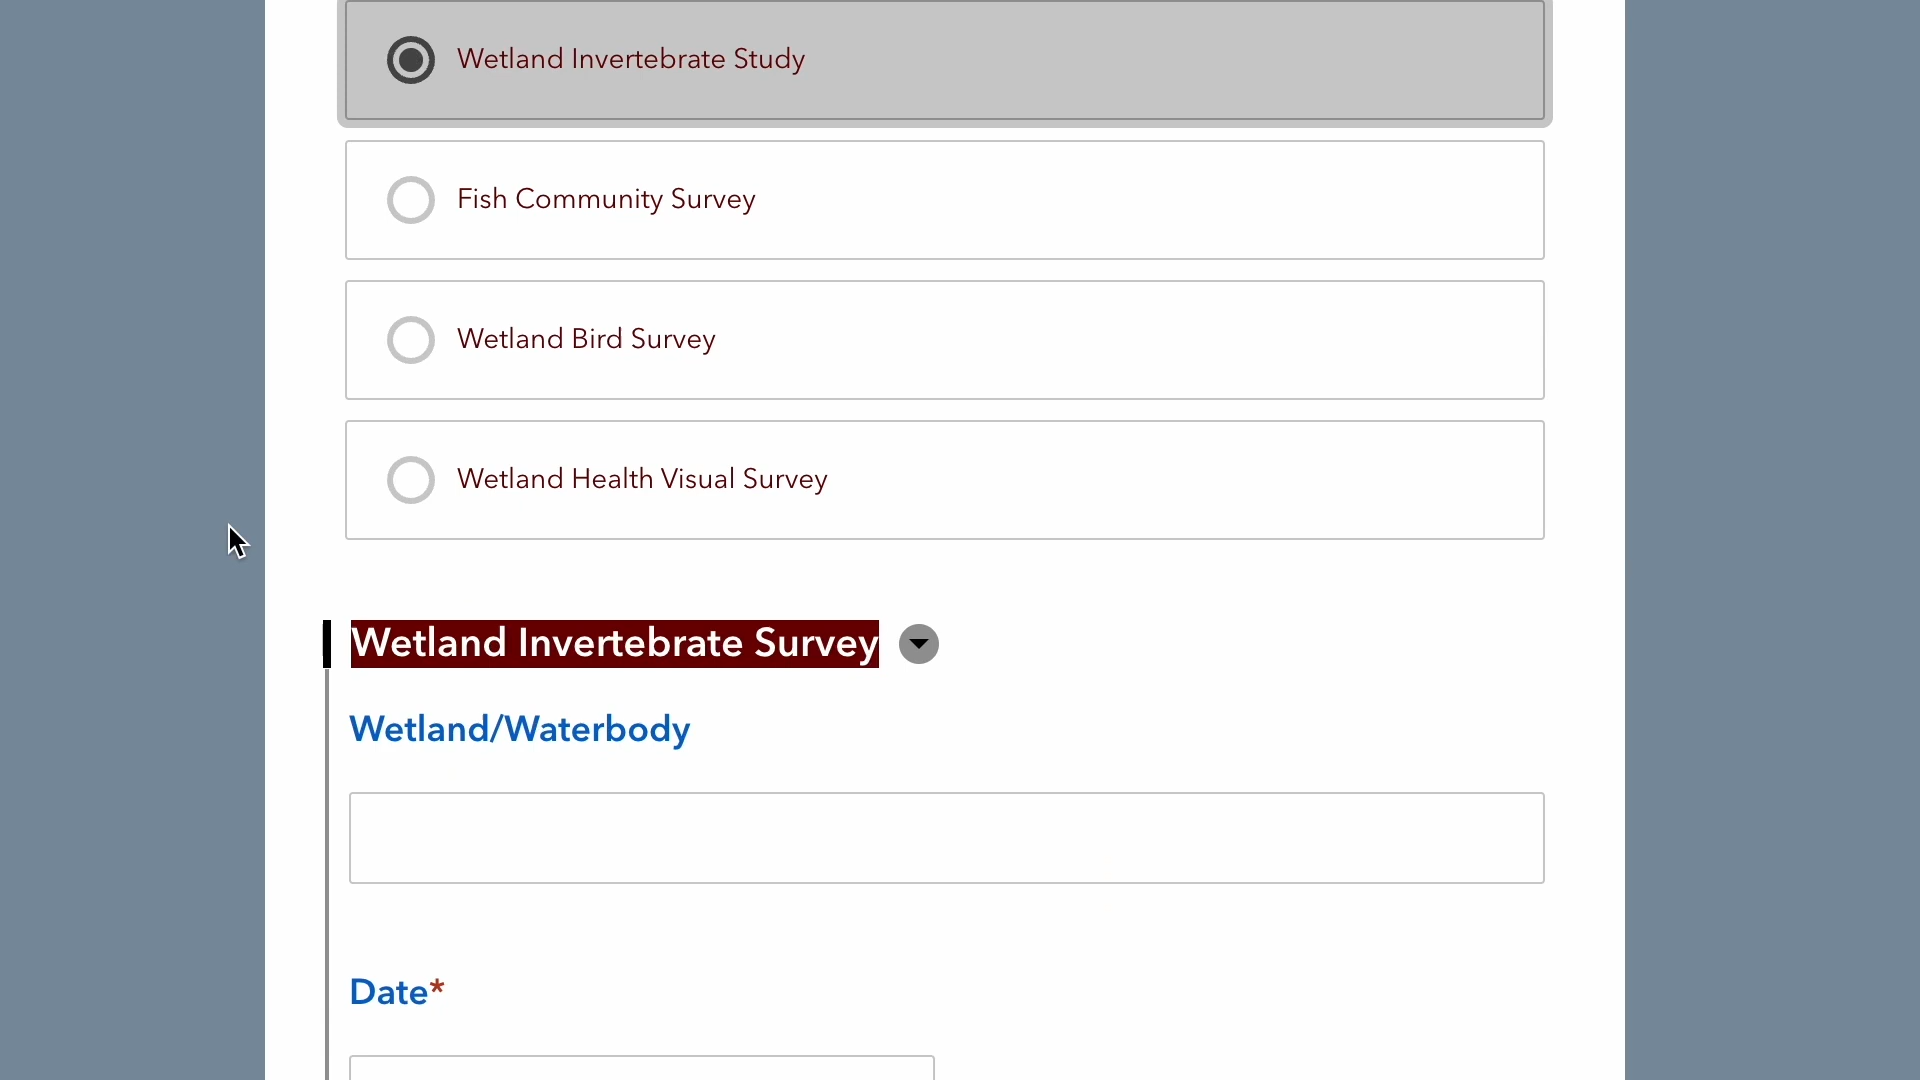 Wetland Invertebrate Study
Fish Community Survey
Wetland Bird Survey
Wetland Health Visual Survey
Wetland Invertebrate Survey
Wetland/Waterbody
Date*